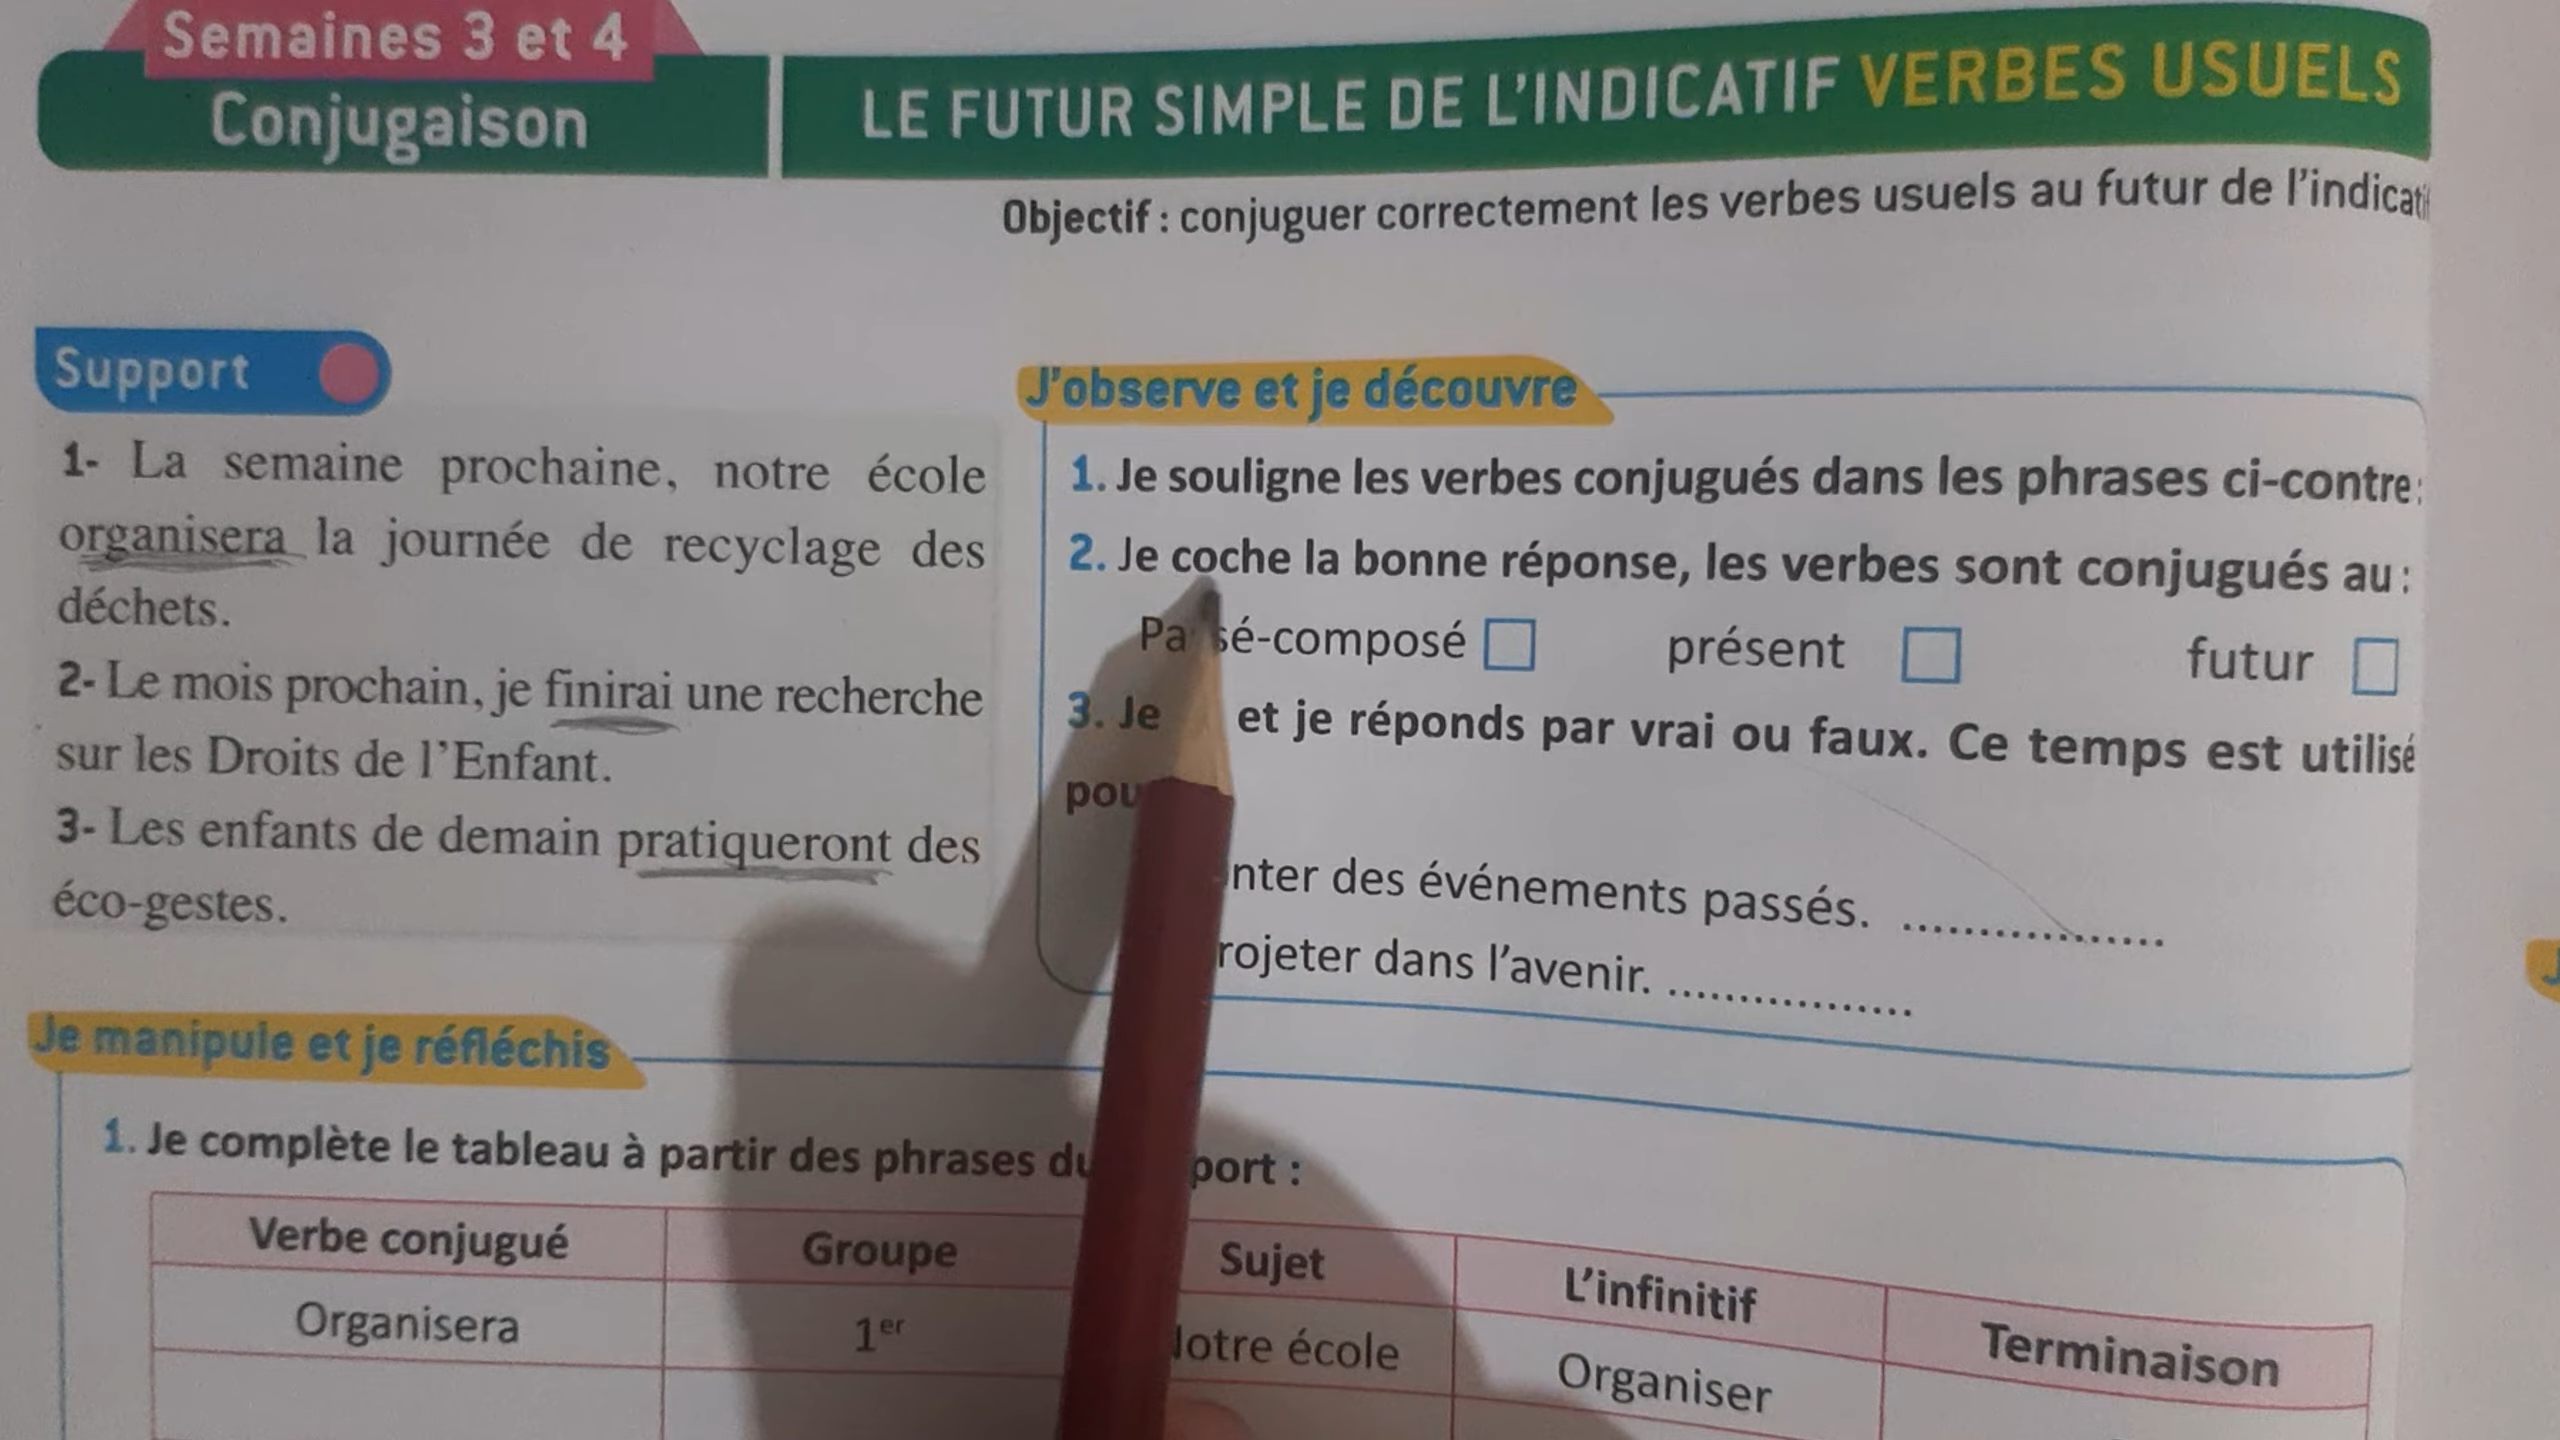 Semaines 3 et 4
Conjugaison
LE FUTUR SIMPLE DE L'INDICATIF VERBES USUELS
Objectif : conjuguer correctement les verbes usuels au futur de l'indicati
Support
1- La semaine prochaine, notre école
organisera la journée de recyclage des
déchets.
2- Le mois prochain, je finirai une recherche
sur les Droits de l'Enfant.
3- Les enfants de demain pratiqueront des
éco-gestes.
J'observe et je découvre
1. Je souligne les verbes conjugués dans les phrases ci-contre:
2. Je coche la bonne réponse, les verbes sont conjugués au :
Pa sé-composé □ présent □ futur □
3. Je et je réponds par vrai ou faux. Ce temps est utilisé
pou
nter des événements passés. ..................
rojeter dans l'avenir. ..................
Je manipule et je réfléchis
1. Je complète le tableau à partir des phrases du port :
Verbe conjugué Groupe Sujet L'infinitif Terminaison
Organisera 1er otre école Organiser